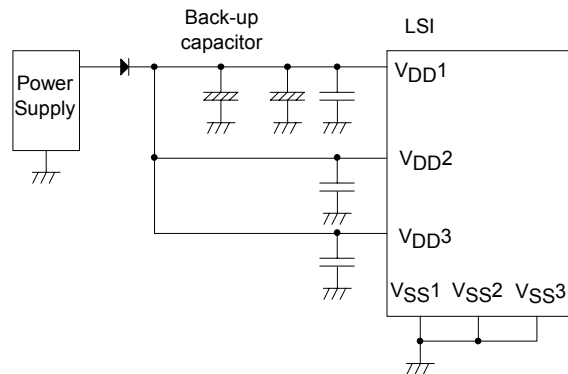 Back-up
capacitor
LSI
Power
Supply
VDD1
VDD2
VDD3
VSS1 VSS2 VSS3